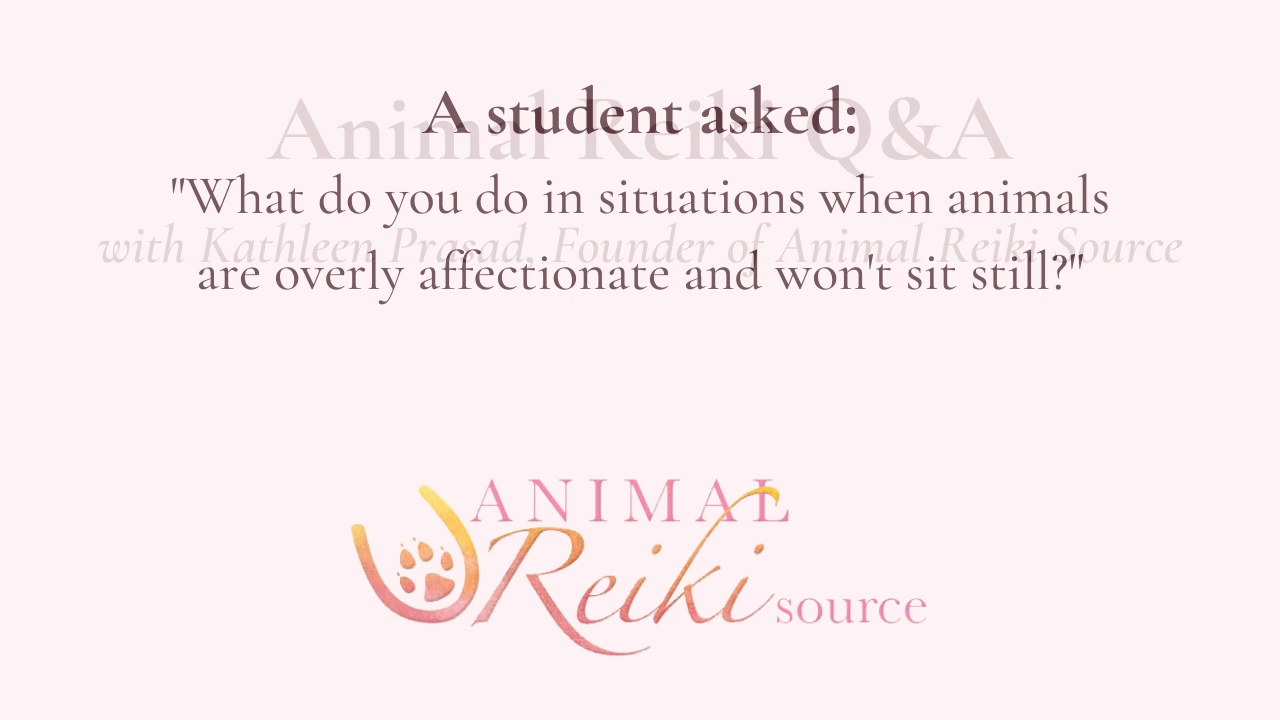 Animal Reiki Q&A
A student asked:
"What do you do in situations when animals
with Kathleen Prasad, Founder of Animal Reiki Source
are overly affectionate and won't sit still?"
ANIMAL
Reiki
source